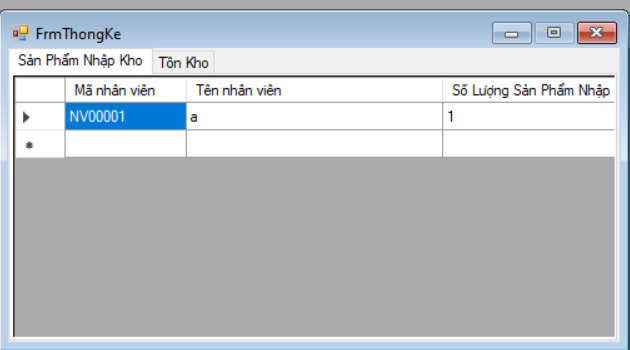 FrmThongKe
Sản Phẩm Nhập Kho Tồn Kho
Mã nhân viên Tên nhân viên Số Lượng Sản Phẩm Nhập
NV00001 a 1